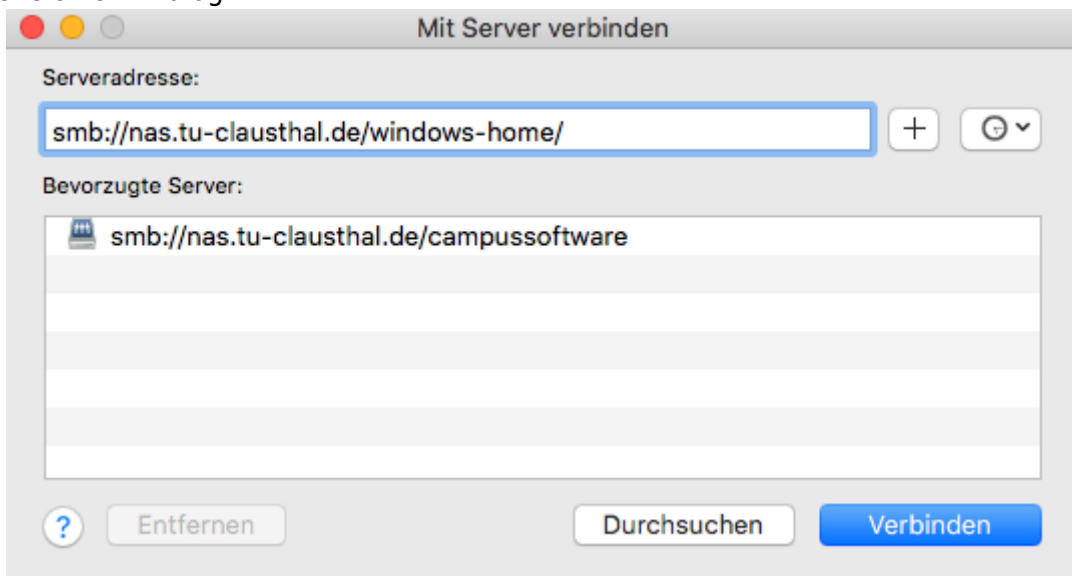 Mit Server verbinden
Serveradresse:
smb://nas.tu-clausthal.de/windows-home/
Bevorzugte Server:
smb://nas.tu-clausthal.de/campussoftware
? Entfernen Durchsuchen Verbinden